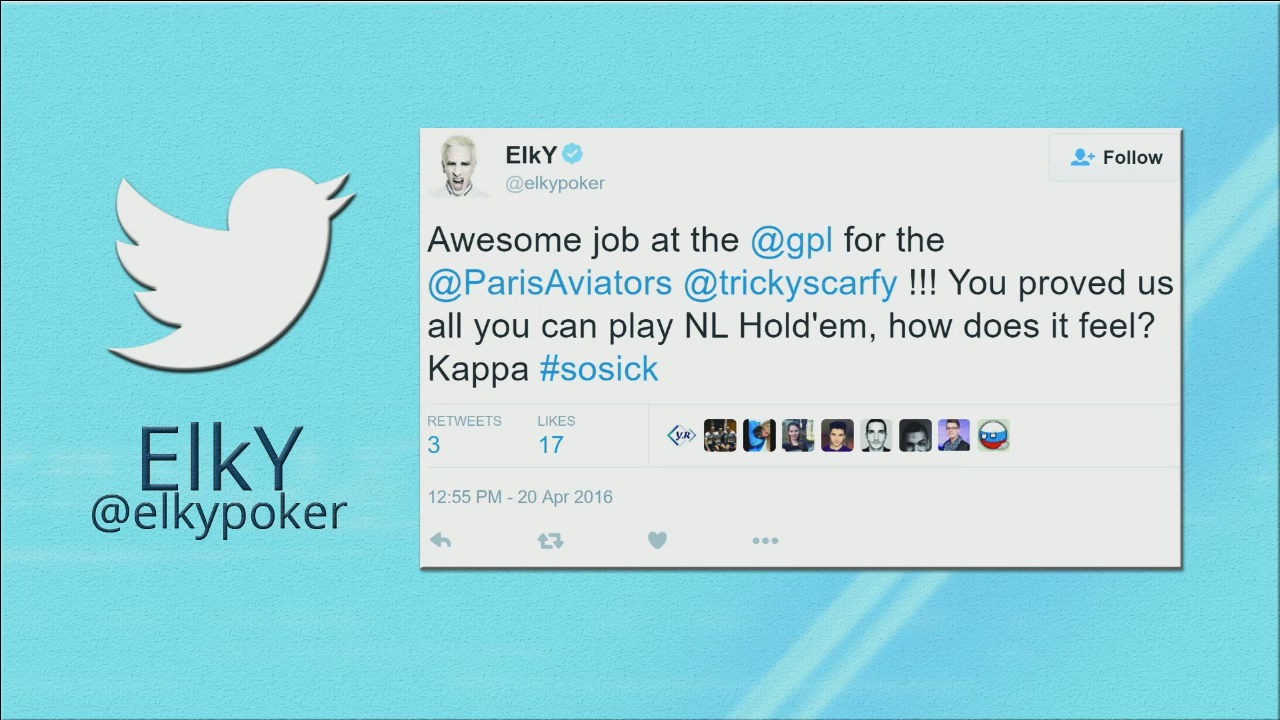 ElkY
@elkypoker
ElkY
@elkypoker
Follow
Awesome job at the @gpl for the
@ParisAviators @trickyscarfy !!! You proved us
all you can play NL Hold'em, how does it feel?
Kappa #sosick
RETWEETS
3
LIKES
17
12:55 PM - 20 Apr 2016